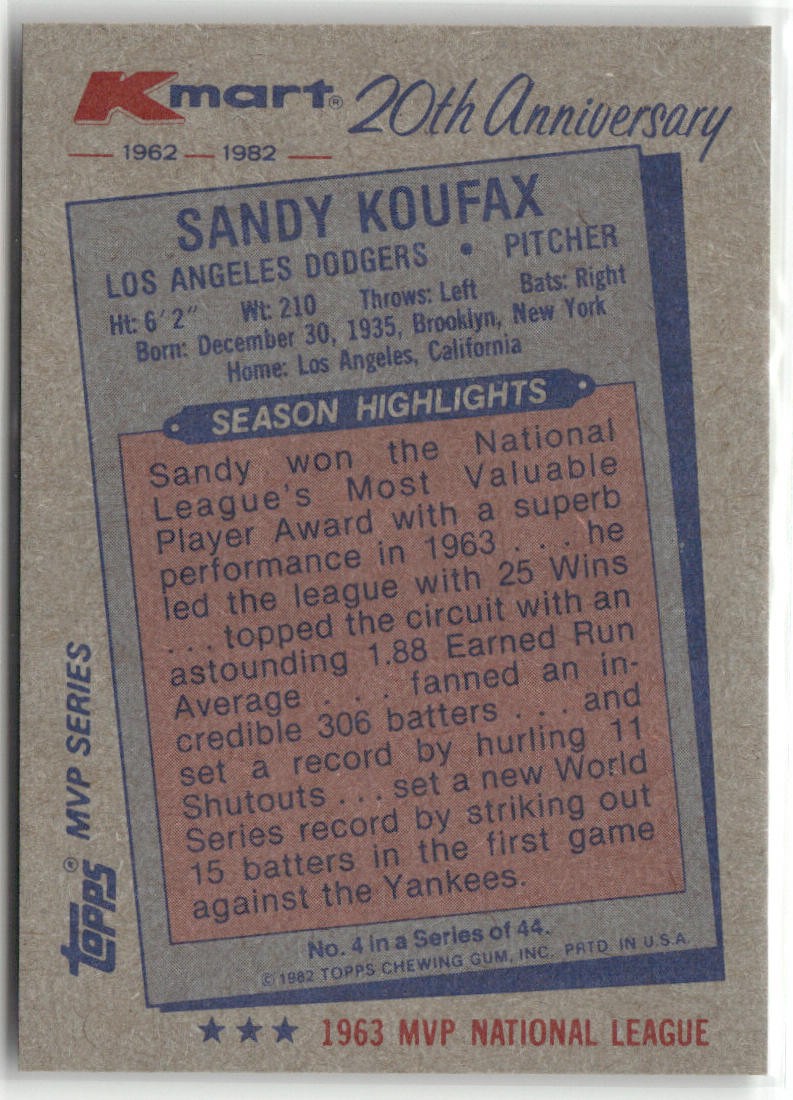 Kmart® 20th Anniversary
1962 — 1982
SANDY KOUFAX
LOS ANGELES DODGERS • PITCHER
Ht: 6' 2" Wt: 210 Throws: Left Bats: Right
Born: December 30, 1935, Brooklyn, New York
Home: Los Angeles, California
SEASON HIGHLIGHTS
Sandy won the National
League's Most Valuable
Player Award with a superb
performance in 1963 . . . he
led the league with 25 Wins
. . . topped the circuit with an
astounding 1.88 Earned Run
Average . . . fanned an in-
credible 306 batters . . . and
set a record by hurling 11
Shutouts . . . set a new World
Series record by striking out
15 batters in the first game
against the Yankees.
No. 4 in a Series of 44.
© 1982 TOPPS CHEWING GUM, INC. PRTD. IN U.S.A.
TOPPS® MVP SERIES
★★★ 1963 MVP NATIONAL LEAGUE